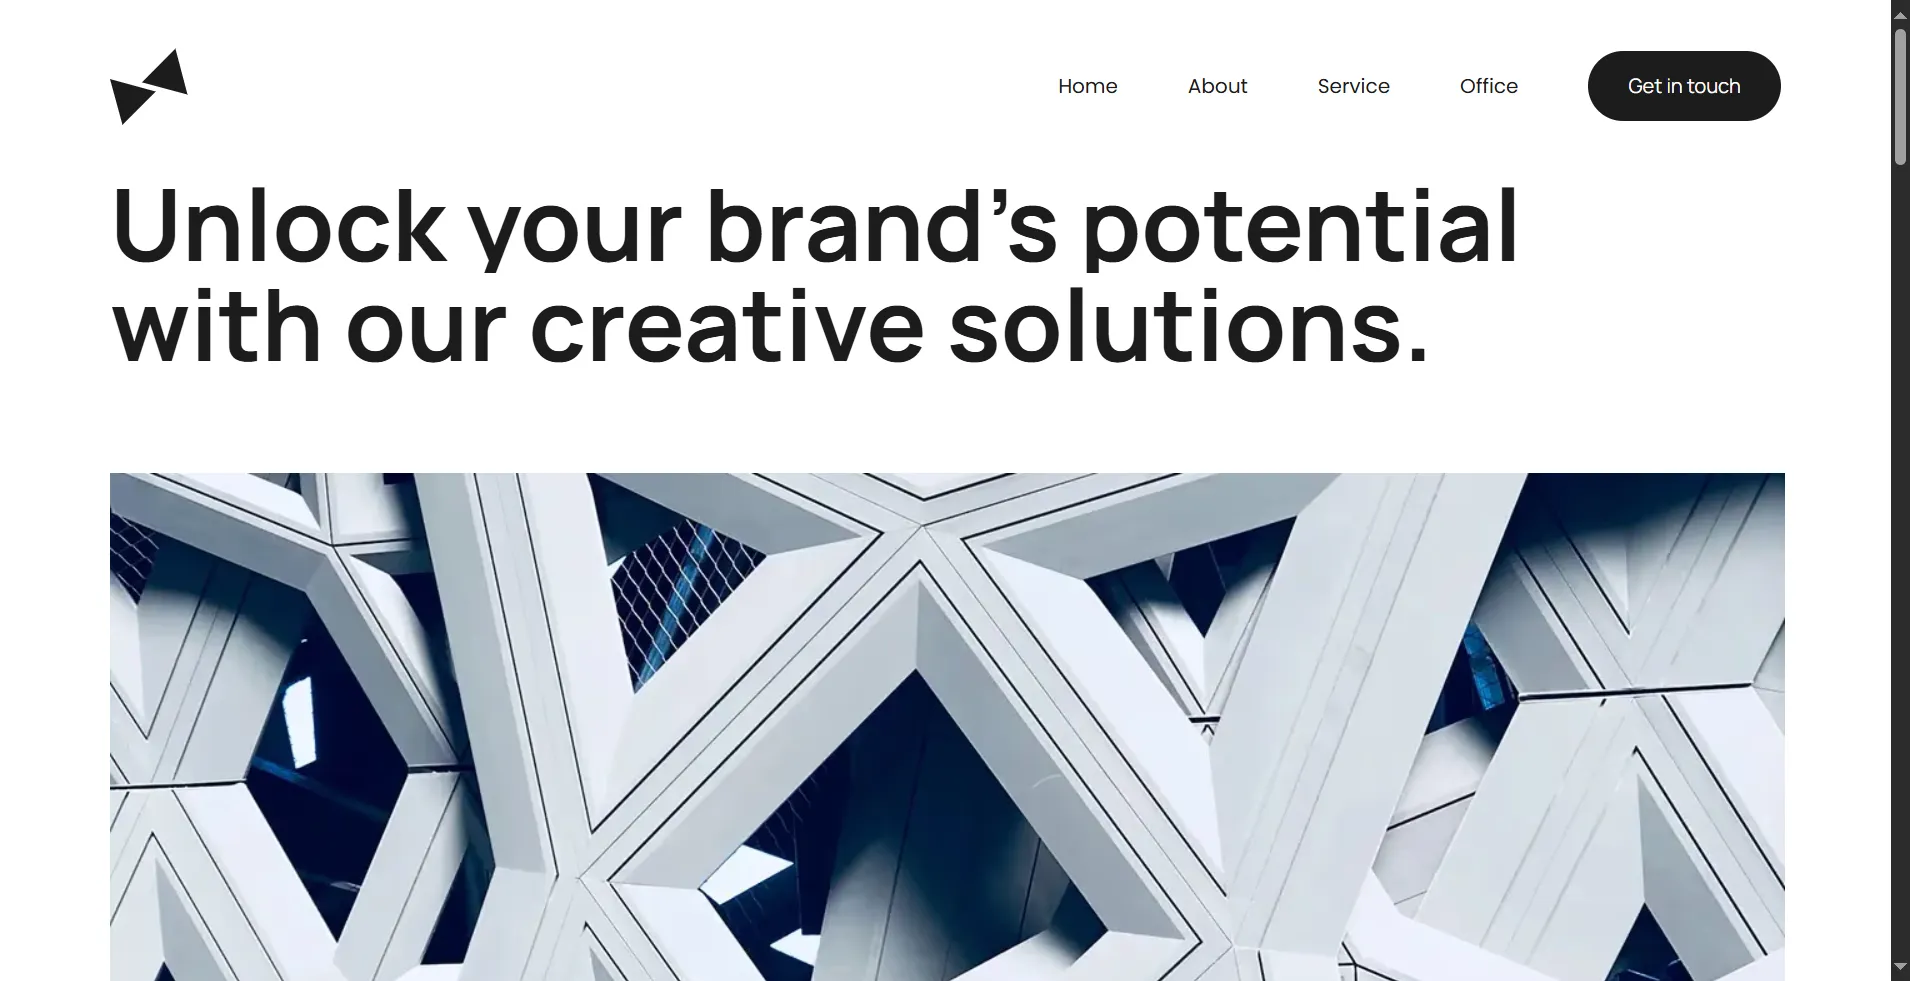 Home About Service Office Get in touch
Unlock your brand’s potential
with our creative solutions.